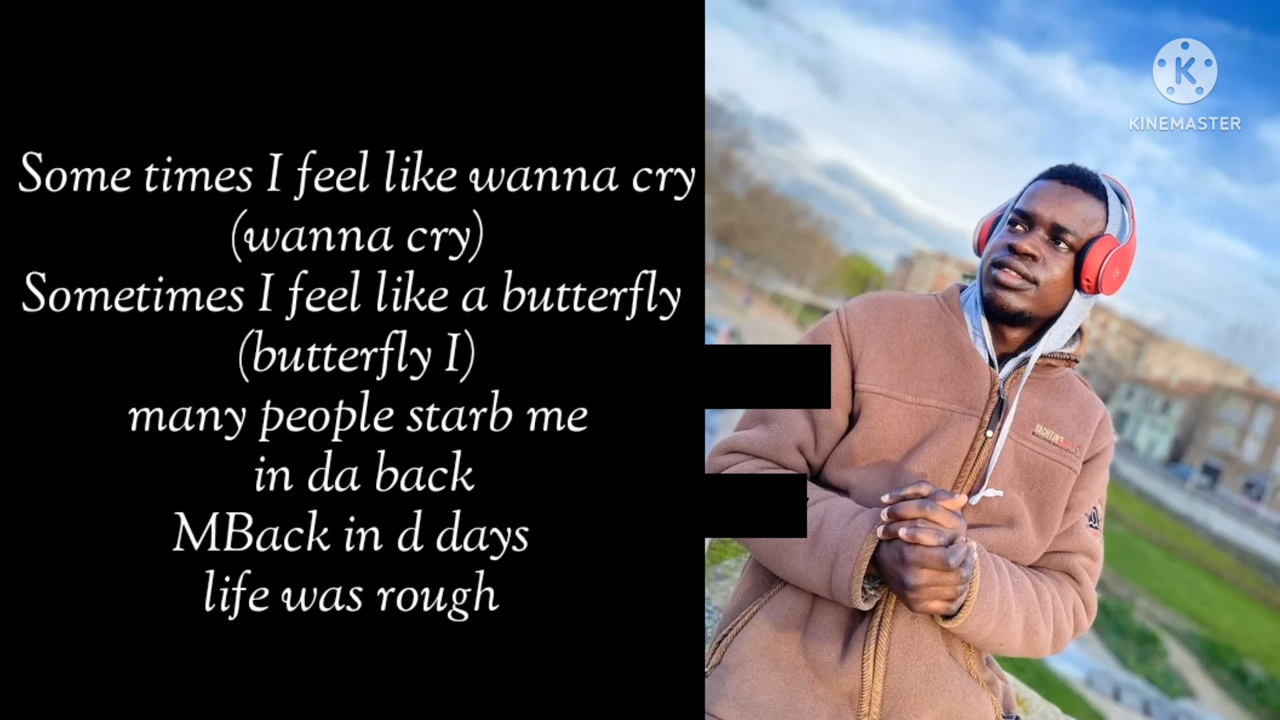 Some times I feel like wanna cry
(wanna cry)
Sometimes I feel like a butterfly
(butterfly I)
many people starb me
in da back
MBack in d days
life was rough
KINEMASTER